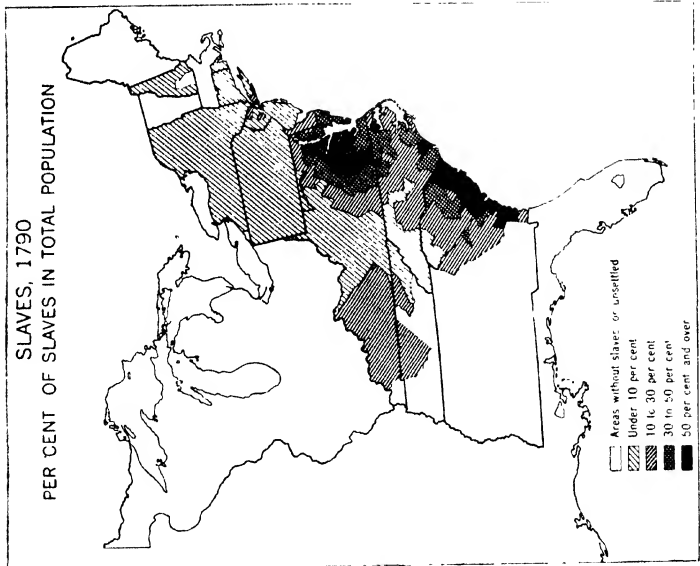 SLAVES, 1790
PER CENT OF SLAVES IN TOTAL POPULATION
Areas without slaves or unsettled
Under 10 per cent
10 to 30 per cent
30 to 50 per cent
50 per cent and over